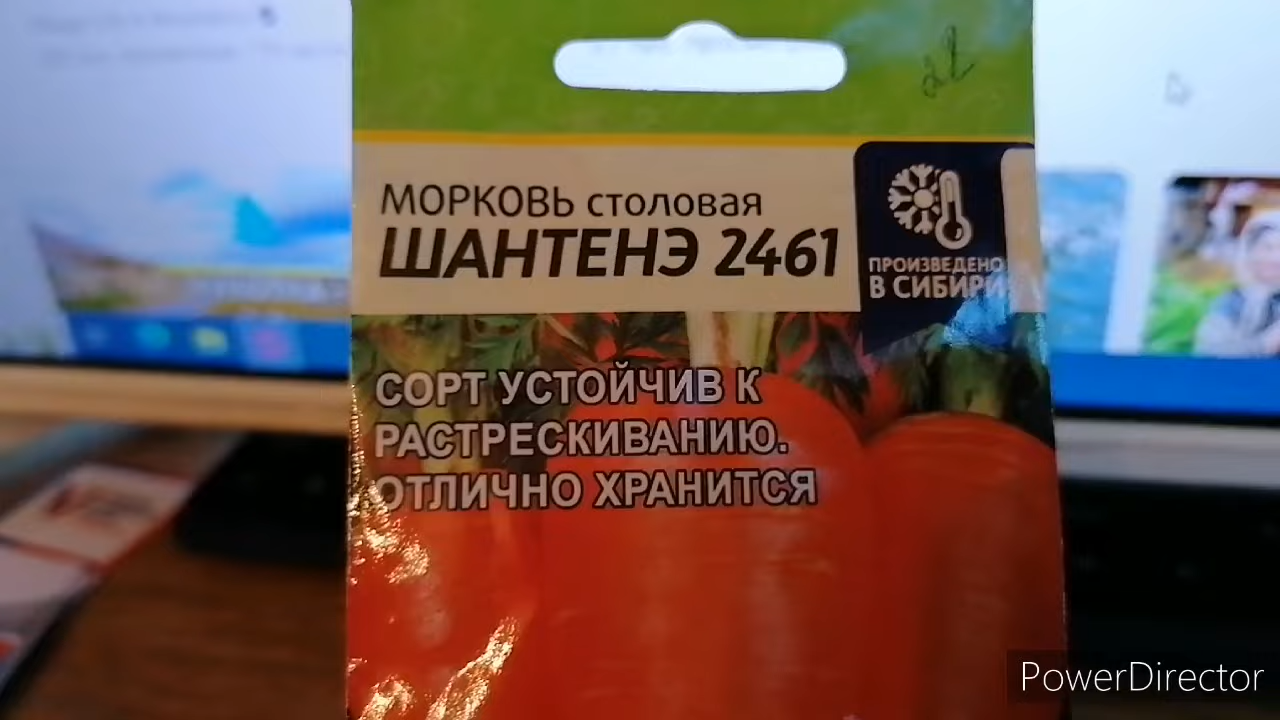 МОРКОВЬ столовая
ШАНТЕНЭ 2461
ПРОИЗВЕДЕНО
В СИБИРИ
СОРТ УСТОЙЧИВ К
РАСТРЕСКИВАНИЮ.
ОТЛИЧНО ХРАНИТСЯ
PowerDirector